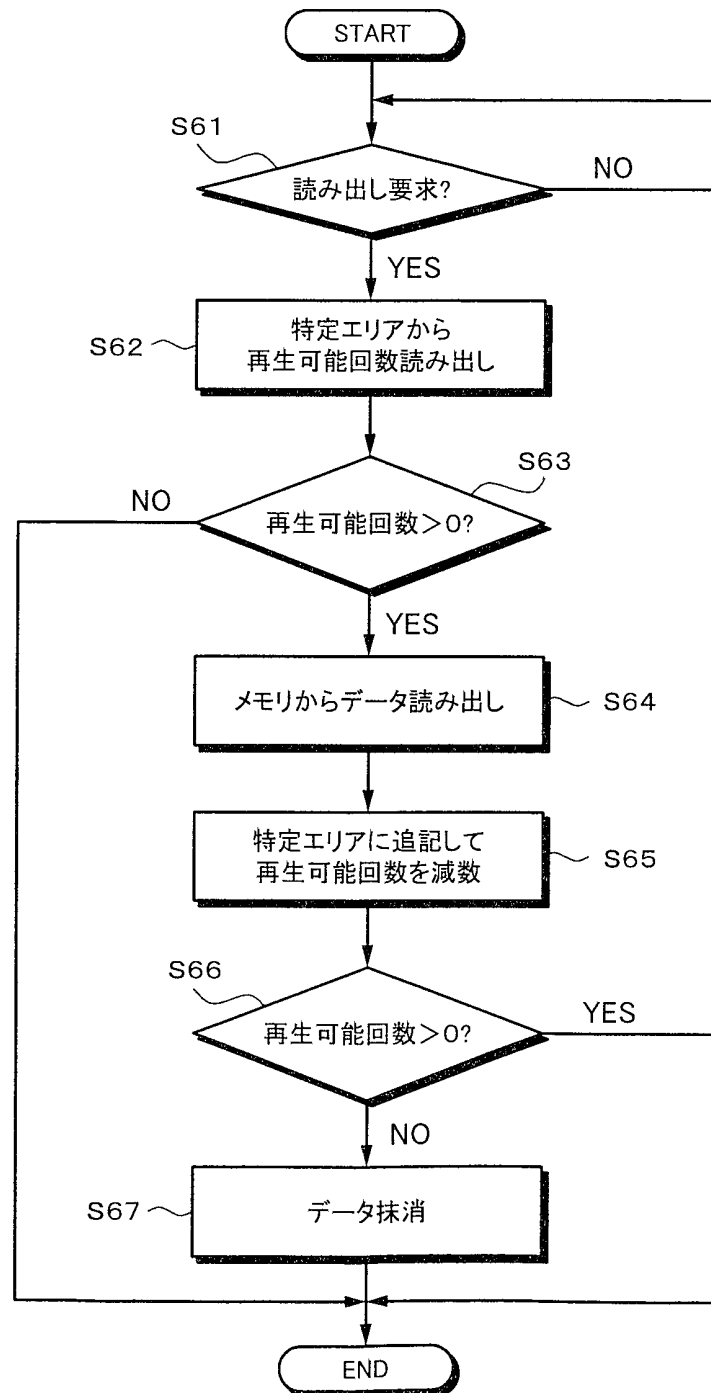 START
S61
読み出し要求?
NO
YES
S62
特定エリアから
再生可能回数読み出し
S63
NO
再生可能回数>0?
YES
メモリからデータ読み出し
S64
特定エリアに追記して
再生可能回数を減数
S65
S66
再生可能回数>0?
YES
NO
S67
データ抹消
END